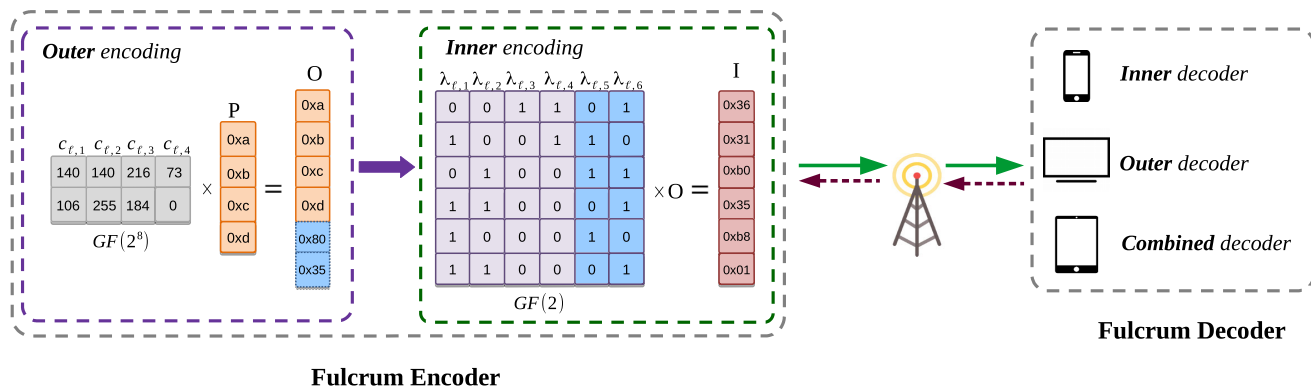 Outer encoding
O
P
c_{ℓ,1} c_{ℓ,2} c_{ℓ,3} c_{ℓ,4}
140 140 216 73
106 255 184 0
GF(2^8)
×
0xa
0xb
0xc
0xd
=
0xa
0xb
0xc
0xd
0x80
0x35
Inner encoding
λ_{ℓ,1} λ_{ℓ,2} λ_{ℓ,3} λ_{ℓ,4} λ_{ℓ,5} λ_{ℓ,6}
0 0 1 1 0 1
1 0 0 1 1 0
0 1 0 0 1 1
1 1 0 0 0 1
1 0 0 0 1 0
1 1 0 0 0 1
GF(2)
×O=
I
0x36
0x31
0xb0
0x35
0xb8
0x01
Fulcrum Encoder
Inner decoder
Outer decoder
Combined decoder
Fulcrum Decoder